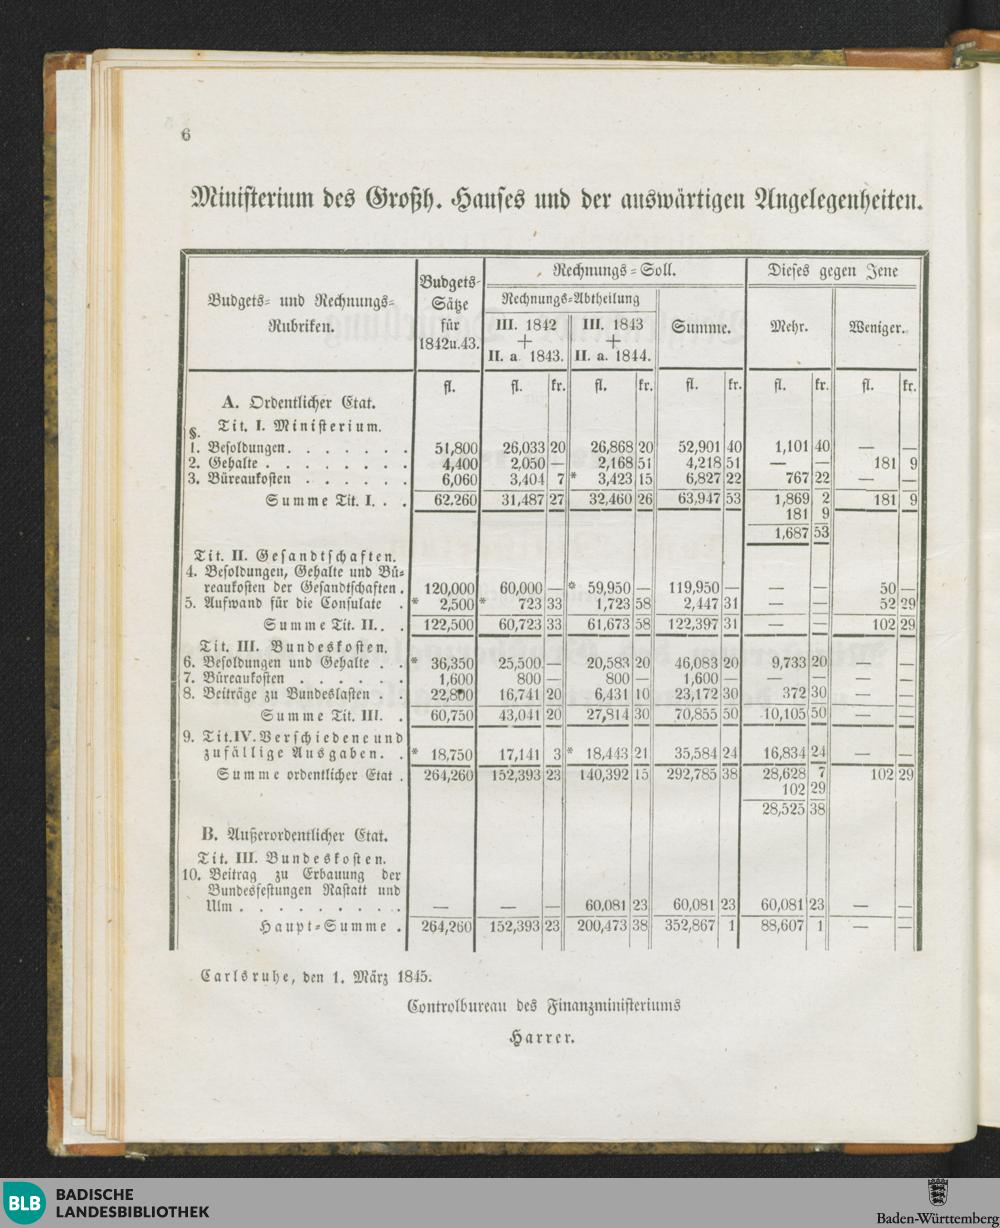 6
Ministerium des Großh. Hauses und der auswärtigen Angelegenheiten.
Budgets= und Rechnungs=
Rubriken.
Budgets-
Sätze
für
1842u.43.
Rechnungs=Soll.
Rechnungs=Abtheilung
III. 1842
+
II. a. 1843.
III. 1843
+
II. a. 1844.
Summe.
Dieses gegen Jene
Mehr.
Weniger.
fl. fl. kr. fl. kr. fl. kr. fl. kr. fl. kr.
A. Ordentlicher Etat.
Tit. I. Ministerium.
§.
1. Besoldungen. . . . . . . 51,800 26,033 20 26,868 20 52,901 40 1,101 40 — —
2. Gehalte . . . . . . . . 4,400 2,050 — 2,168 51 4,218 51 — — 181 9
3. Büreaukosten . . . . . . 6,060 3,404 7 * 3,423 15 6,827 22 767 22 — —
Summe Tit. I. . . 62.260 31,487 27 32,460 26 63,947 53 1,869 2 181 9
181 9
1,687 53
Tit. II. Gesandtschaften.
4. Besoldungen, Gehalte und Bü=
reaukosten der Gesandtschaften . 120,000 60,000 — * 59,950 — 119,950 — — — 50 —
5. Aufwand für die Consulate . * 2,500 * 723 33 1,723 58 2,447 31 — — 52 29
Summe Tit. II. . . 122,500 60,723 33 61,673 58 122,397 31 — — 102 29
Tit. III. Bundeskosten.
6. Besoldungen und Gehalte . . * 36,350 25,500 — 20,583 20 46,083 20 9,733 20 — —
7. Büreaukosten . . . . . . 1,600 800 — 800 — 1,600 — — — — —
8. Beiträge zu Bundeslasten . . 22,800 16,741 20 6,431 10 23,172 30 372 30 — —
Summe Tit. III. . 60,750 43,041 20 27,814 30 70,855 50 10,105 50 — —
9. Tit.IV. Verschiedene und
zufällige Ausgaben. . * 18,750 17,141 3 * 18,443 21 35,584 24 16,834 24 — —
Summe ordentlicher Etat . 264,260 152,393 23 140,392 15 292,785 38 28,628 7 102 29
102 29
28,525 38
B. Außerordentlicher Etat.
Tit. III. Bundeskosten.
10. Beitrag zu Erbauung der
Bundesfestungen Rastatt und
Ulm . . . . . . . . . — — — 60,081 23 60,081 23 60,081 23 — —
Haupt=Summe . 264,260 152,393 23 200,473 38 352,867 1 88,607 1 — —
Carlsruhe, den 1. März 1845.
Controlbureau des Finanzministeriums
Harrer.
BLB
BADISCHE
LANDESBIBLIOTHEK
Baden-Württemberg